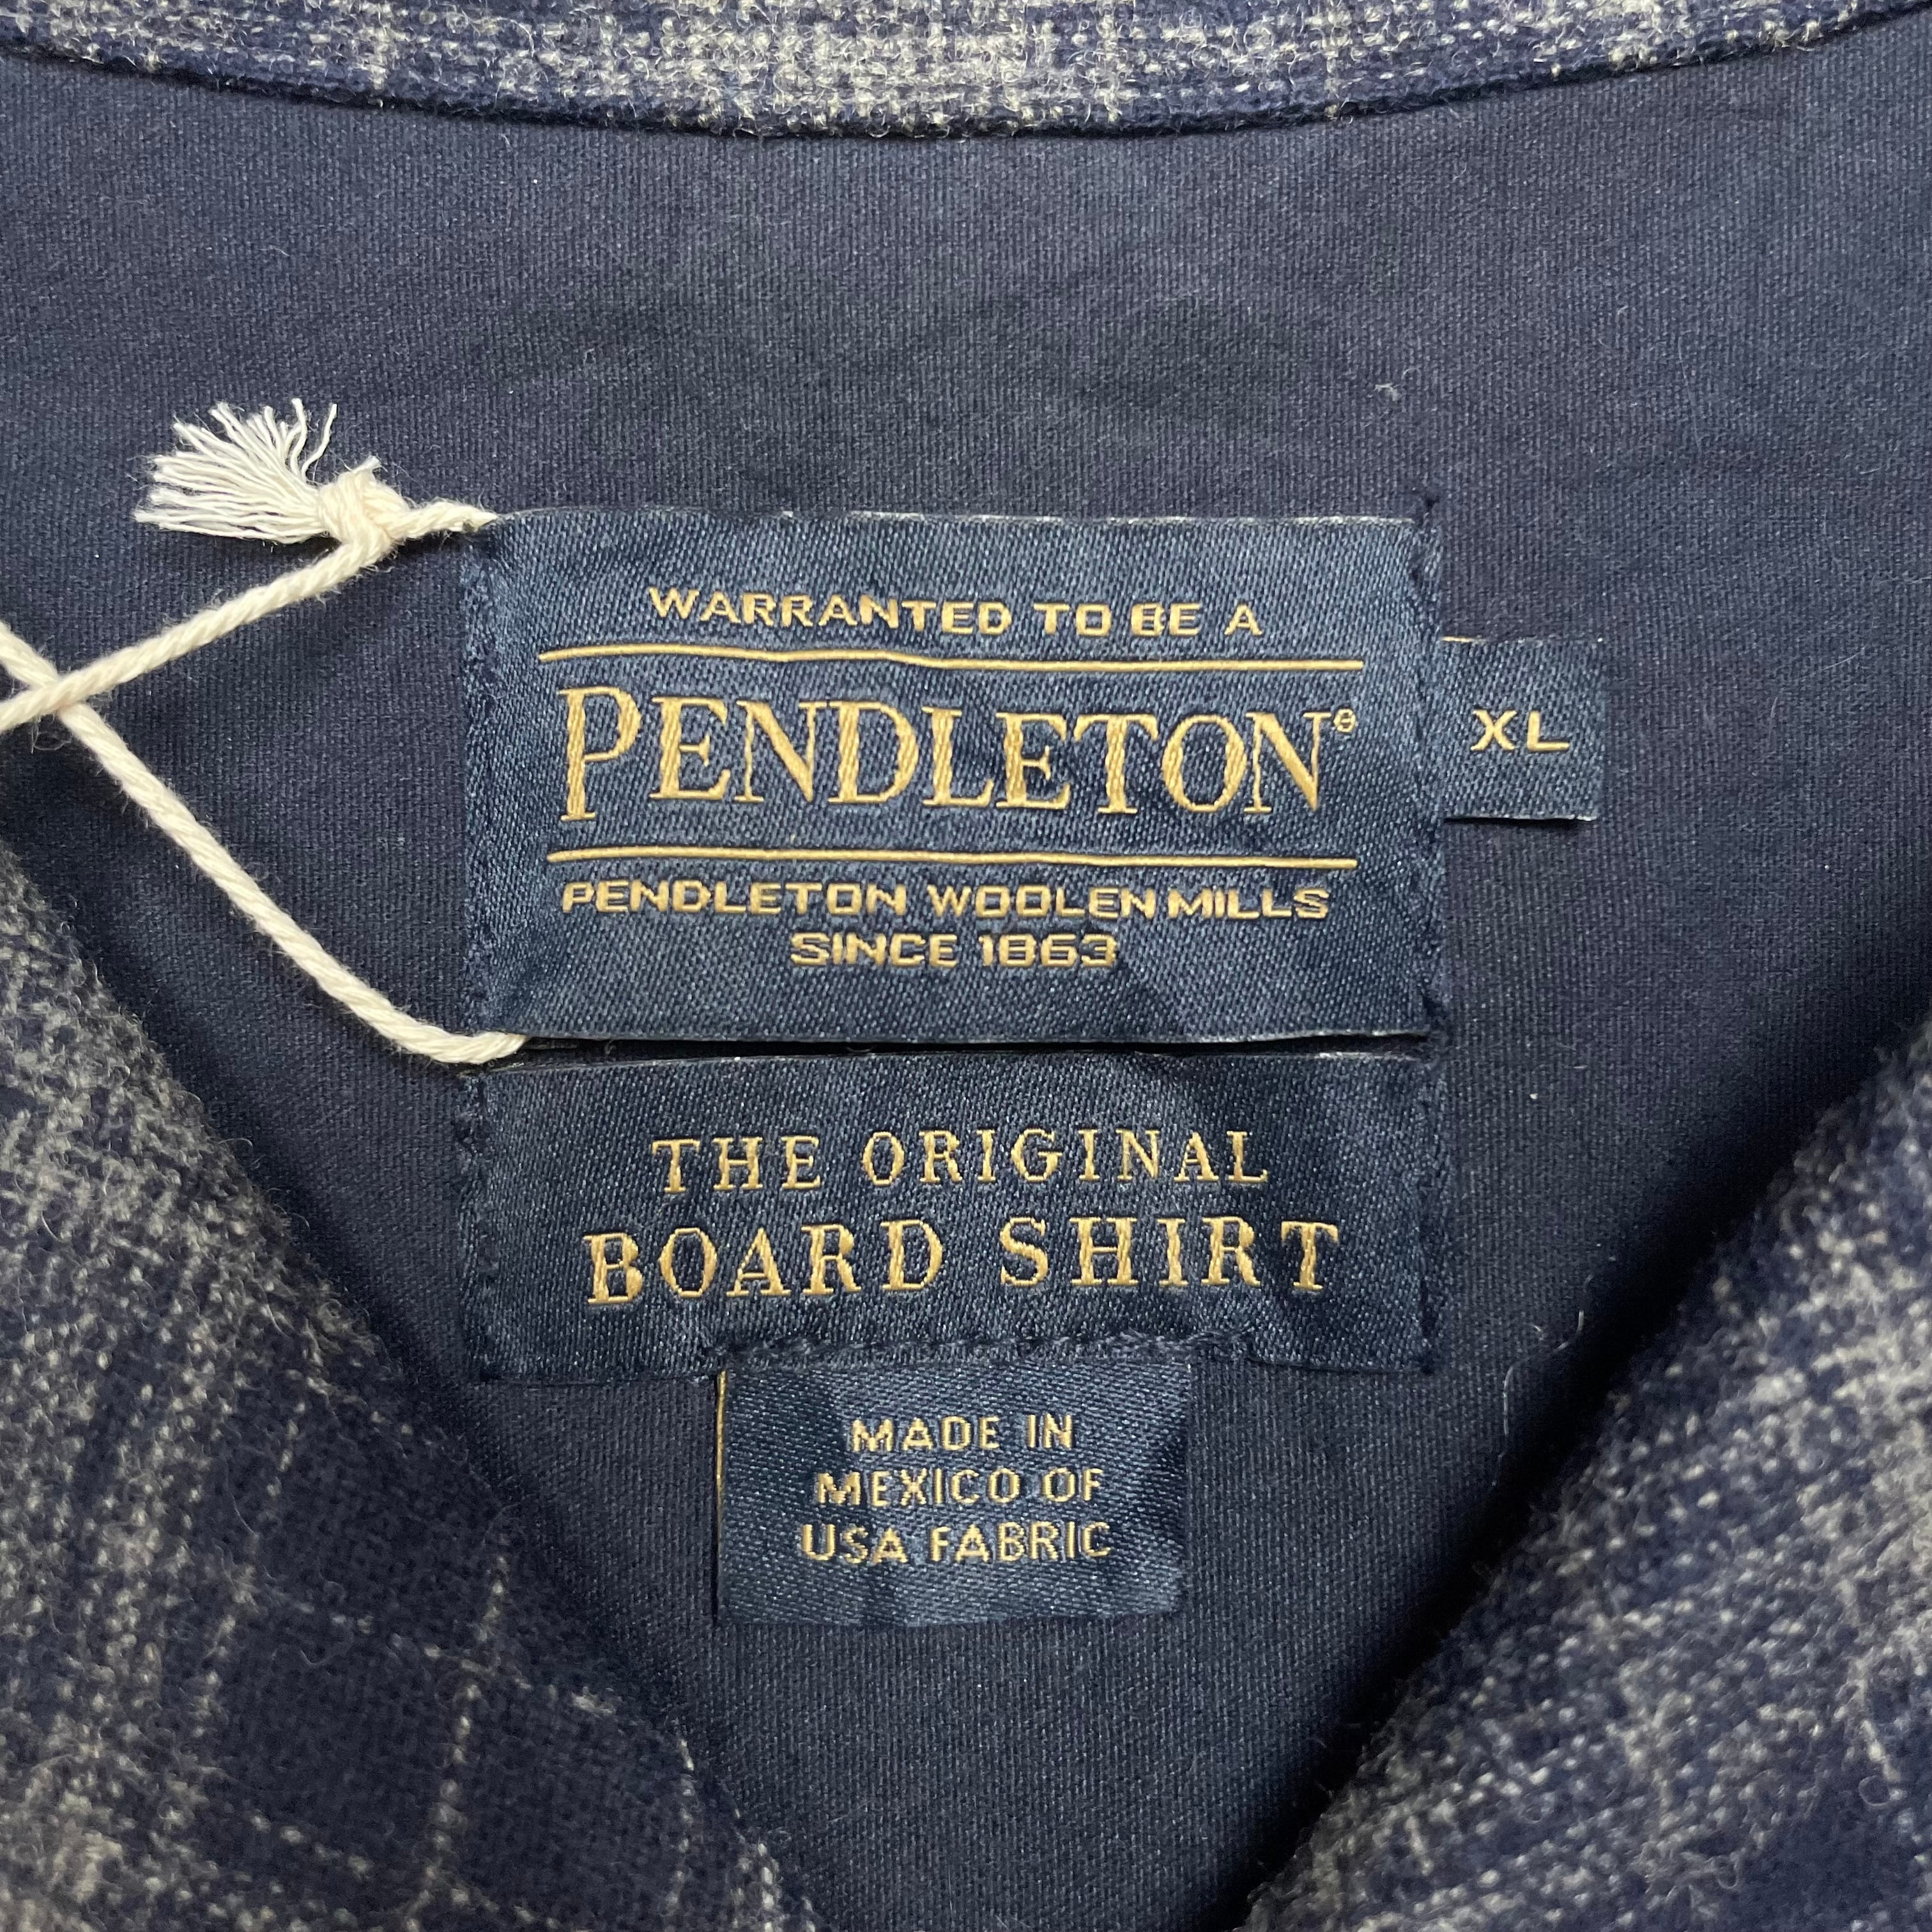 WARRANTED TO BE A
PENDLETON®
PENDLETON WOOLEN MILLS
SINCE 1863
XL
THE ORIGINAL
BOARD SHIRT
MADE IN
MEXICO OF
USA FABRIC